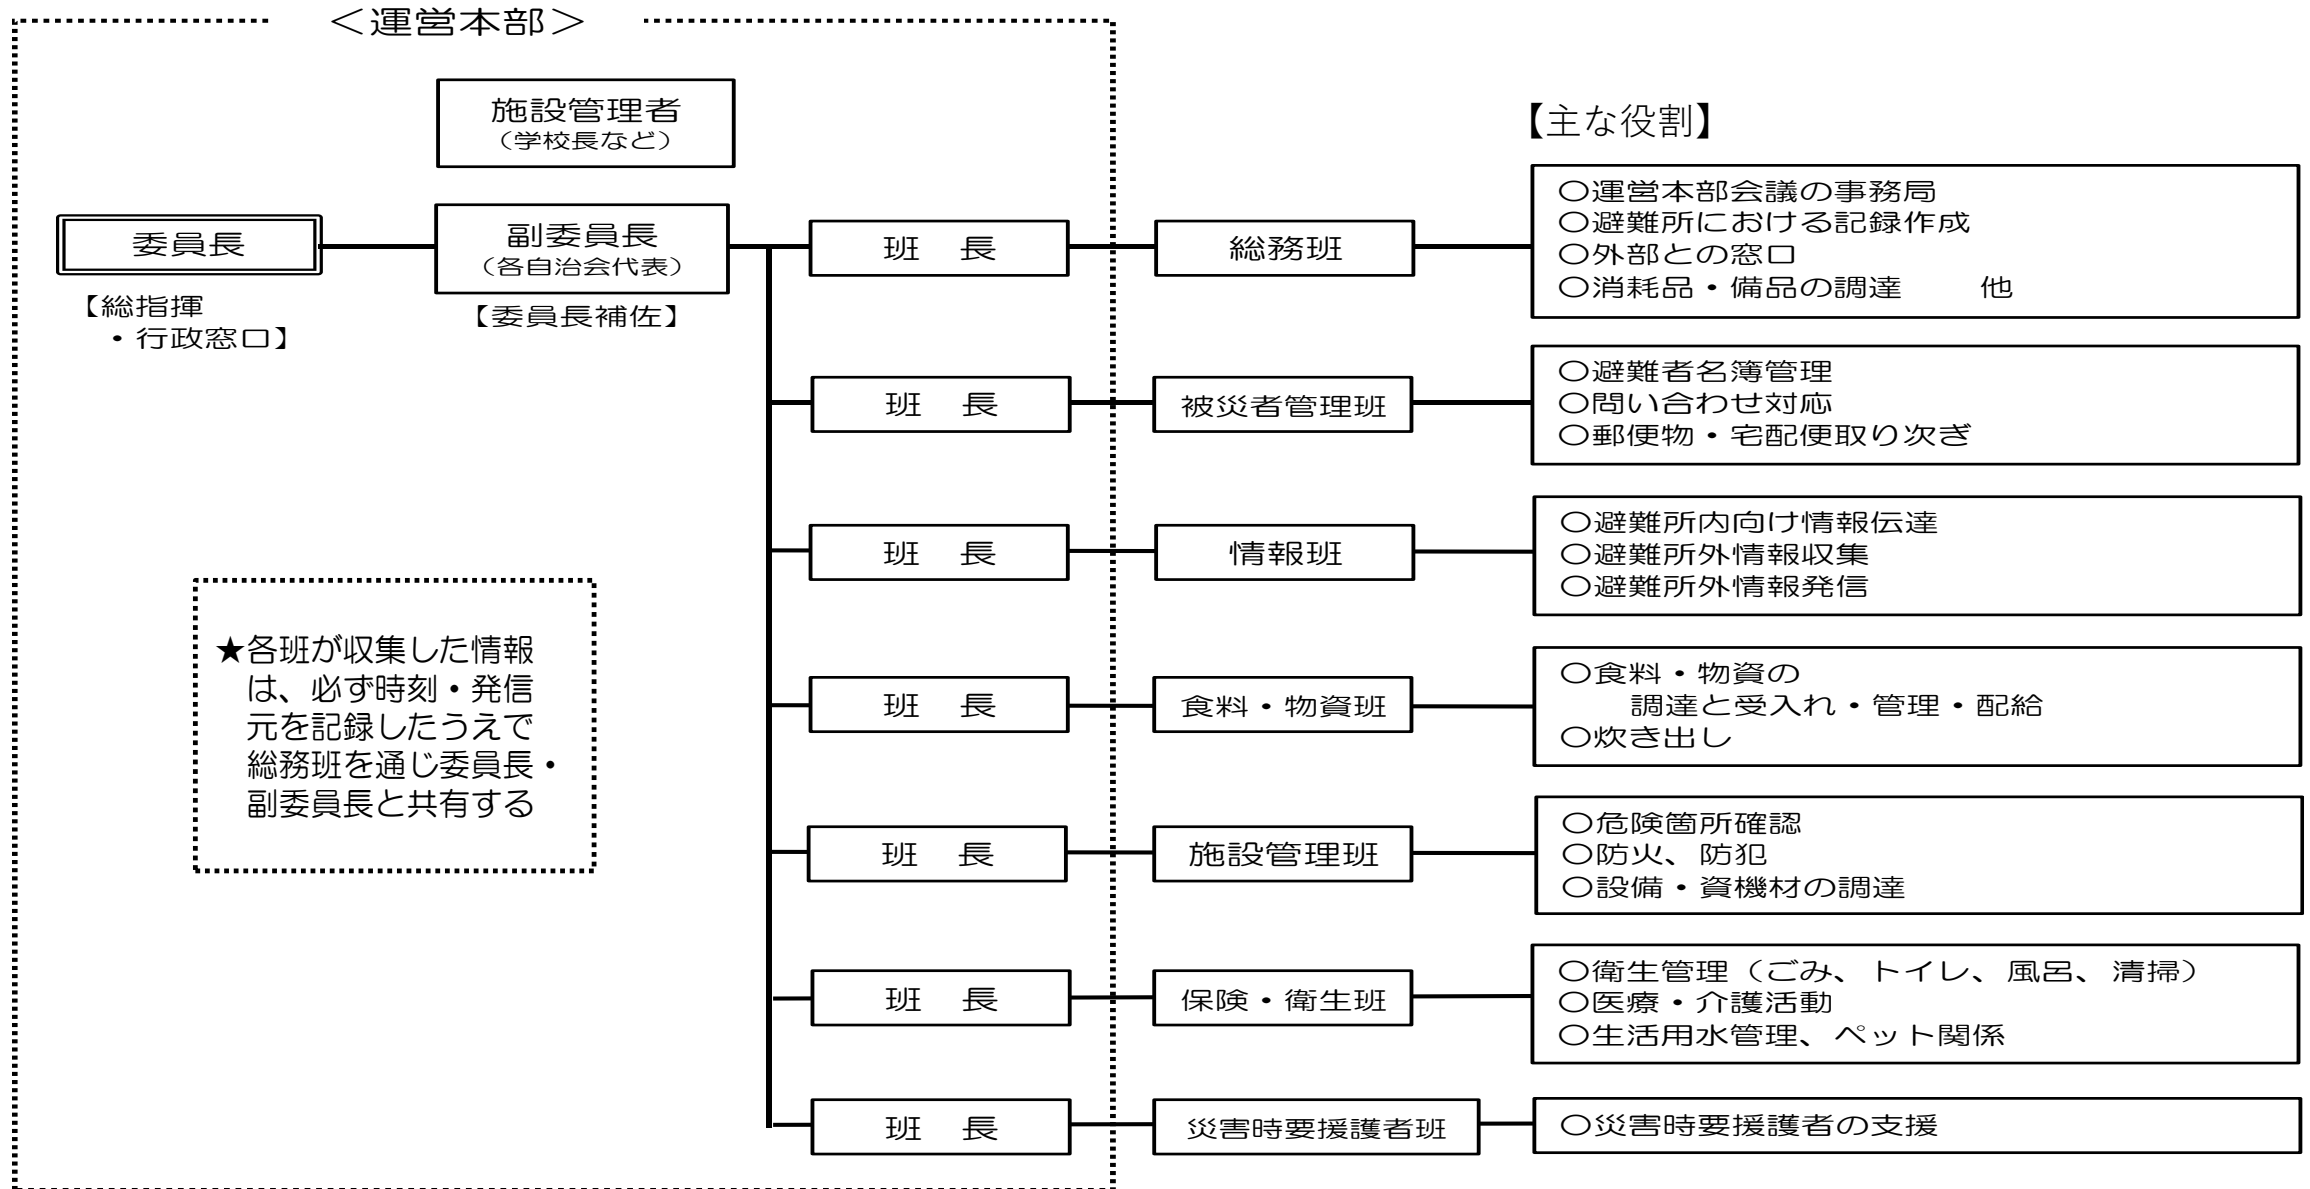 ＜運営本部＞
施設管理者
（学校長など）
【主な役割】
委員長
【総指揮
・行政窓口】
副委員長
（各自治会代表）
【委員長補佐】
班　長
総務班
○運営本部会議の事務局
○避難所における記録作成
○外部との窓口
○消耗品・備品の調達　　他
班　長
被災者管理班
○避難者名簿管理
○問い合わせ対応
○郵便物・宅配便取り次ぎ
班　長
情報班
○避難所内向け情報伝達
○避難所外情報収集
○避難所外情報発信
★各班が収集した情報
は、必ず時刻・発信
元を記録したうえで
総務班を通じ委員長・
副委員長と共有する
班　長
食料・物資班
○食料・物資の
調達と受入れ・管理・配給
○炊き出し
班　長
施設管理班
○危険箇所確認
○防火、防犯
○設備・資機材の調達
班　長
保険・衛生班
○衛生管理（ごみ、トイレ、風呂、清掃）
○医療・介護活動
○生活用水管理、ペット関係
班　長
災害時要援護者班
○災害時要援護者の支援